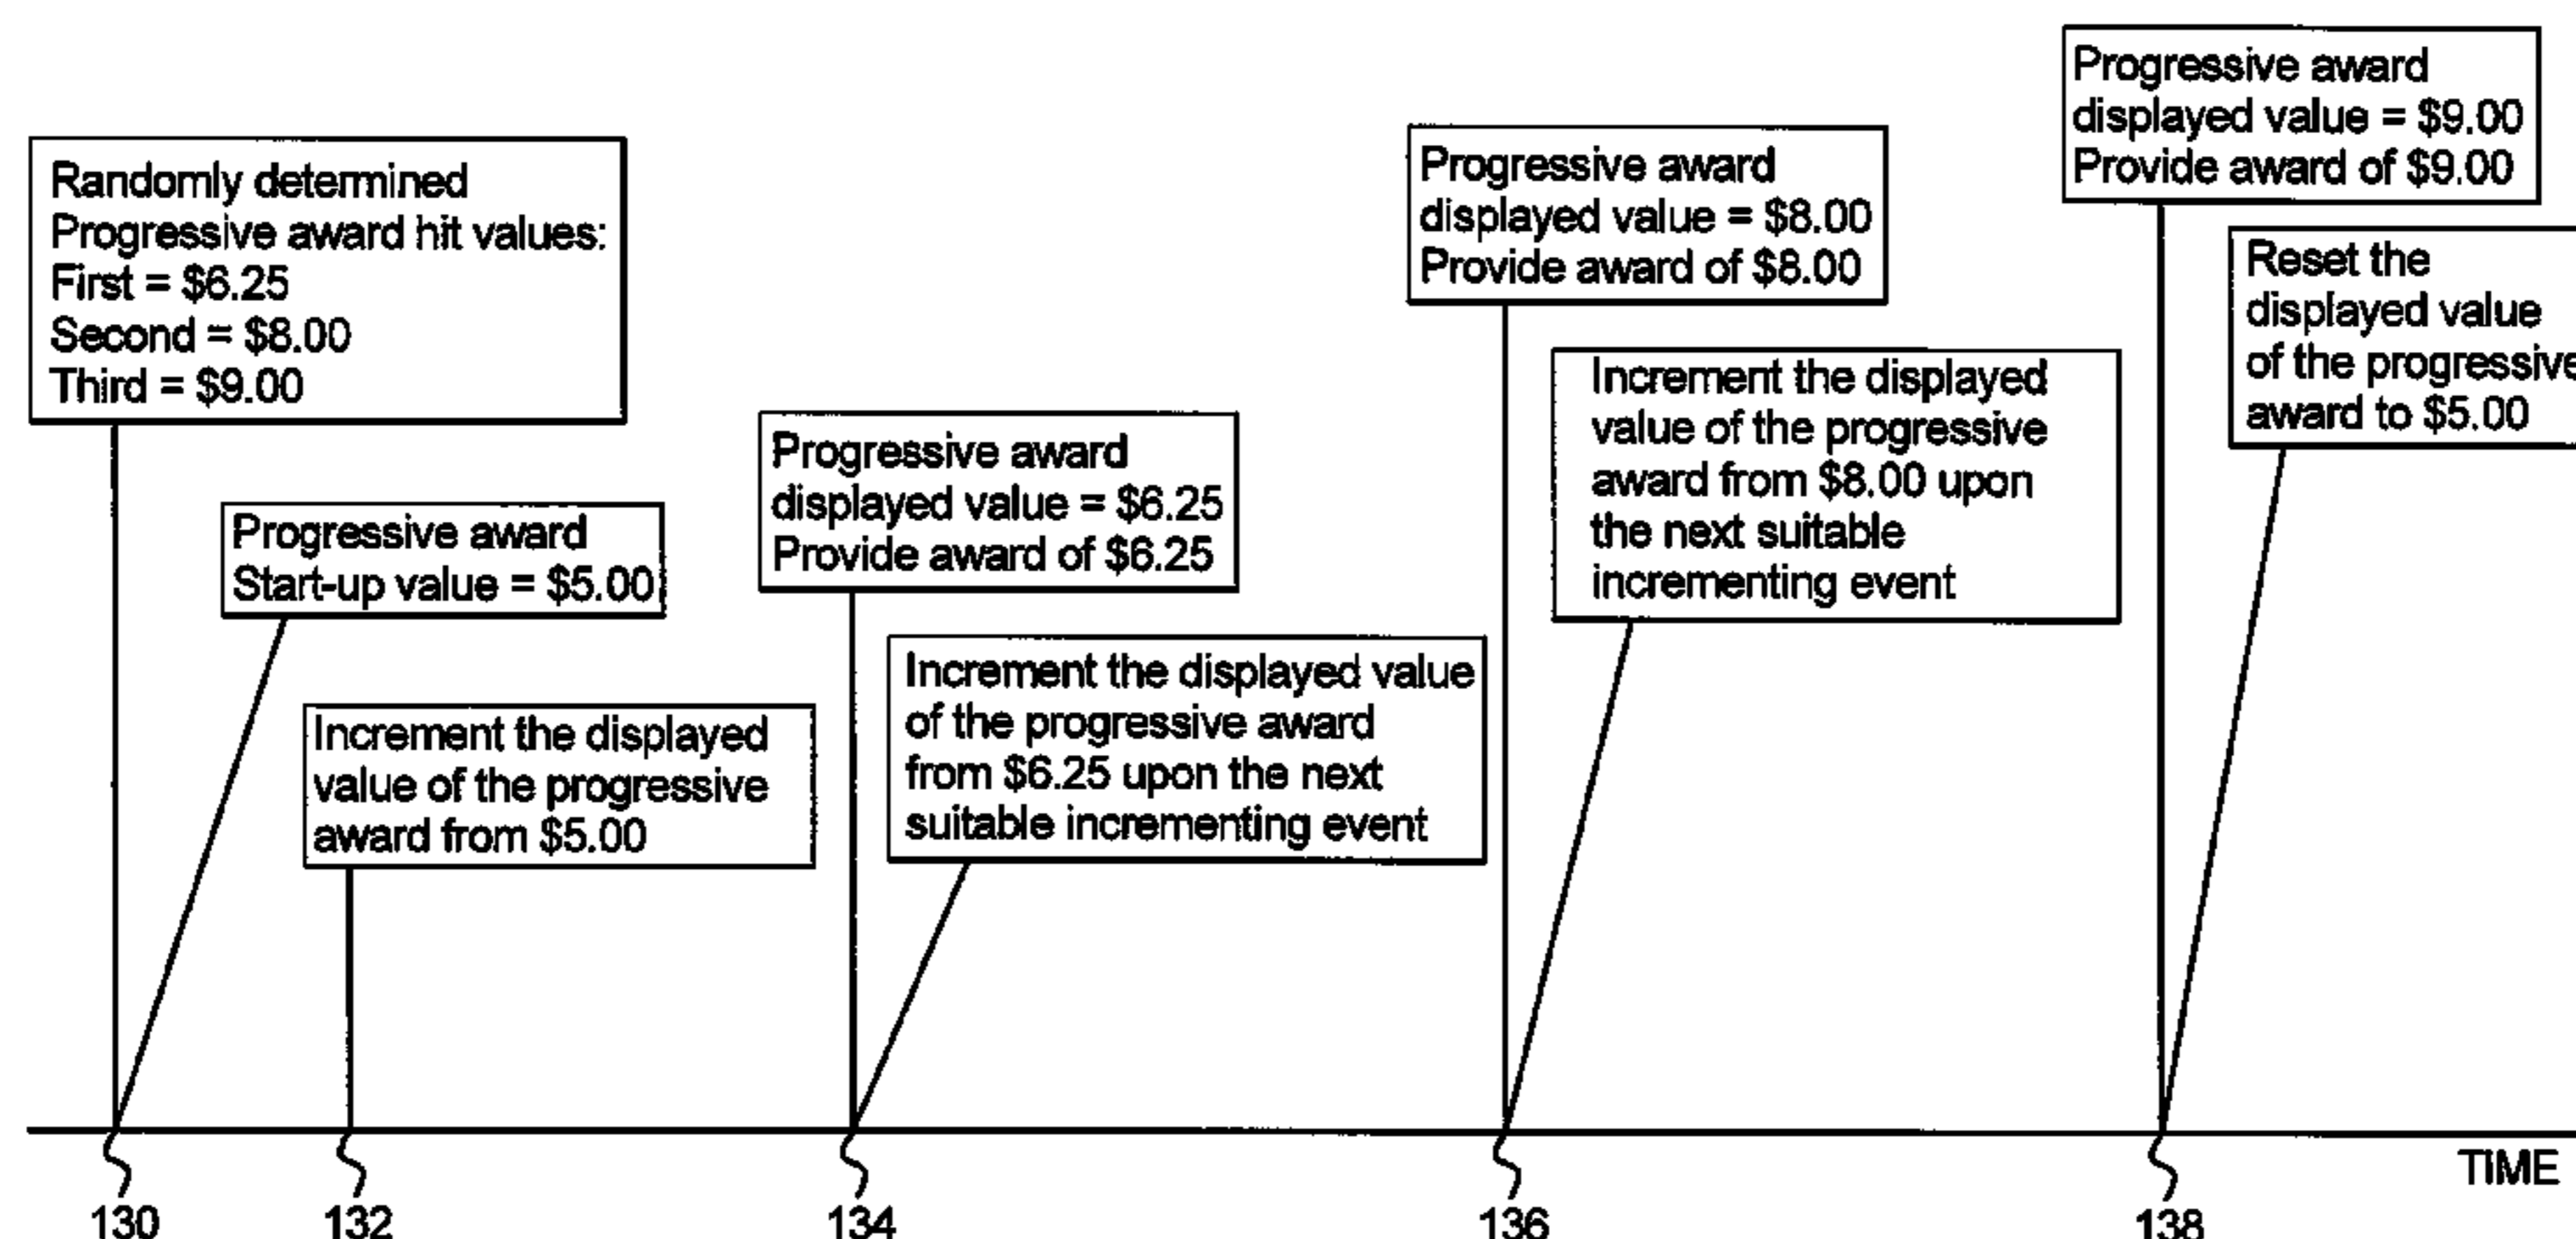 Randomly determined
Progressive award hit values:
First = $6.25
Second = $8.00
Third = $9.00
Progressive award
Start-up value = $5.00
Increment the displayed
value of the progressive
award from $5.00
Progressive award
displayed value = $6.25
Provide award of $6.25
Increment the displayed value
of the progressive award
from $6.25 upon the next
suitable incrementing event
Progressive award
displayed value = $8.00
Provide award of $8.00
Increment the displayed
value of the progressive
award from $8.00 upon
the next suitable
incrementing event
Progressive award
displayed value = $9.00
Provide award of $9.00
Reset the
displayed value
of the progressive
award to $5.00
TIME
130
132
134
136
138